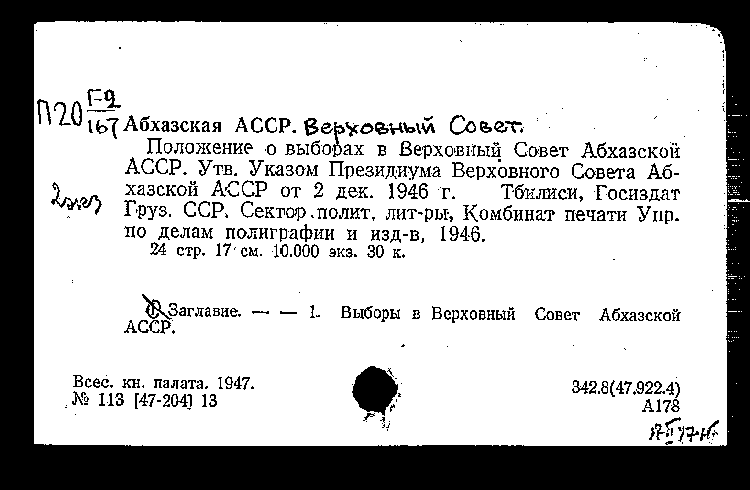 П20 Г-9
167 Абхазская АССР. Верховный Совет.
Положение о выборах в Верховный Совет Абхазской
АССР. Утв. Указом Президиума Верховного Совета Аб-
хазской АССР от 2 дек. 1946 г. Тбилиси, Госиздат
2 экз
Груз. ССР. Сектор полит. лит-ры, Комбинат печати Упр.
по делам полиграфии и изд-в, 1946.
24 стр. 17 см. 10.000 экз. 30 к.
Заглавие. — — 1. Выборы в Верховный Совет Абхазской
АССР.
Всес. кн. палата. 1947.
№ 113 [47-204] 13
342.8(47.922.4)
А178